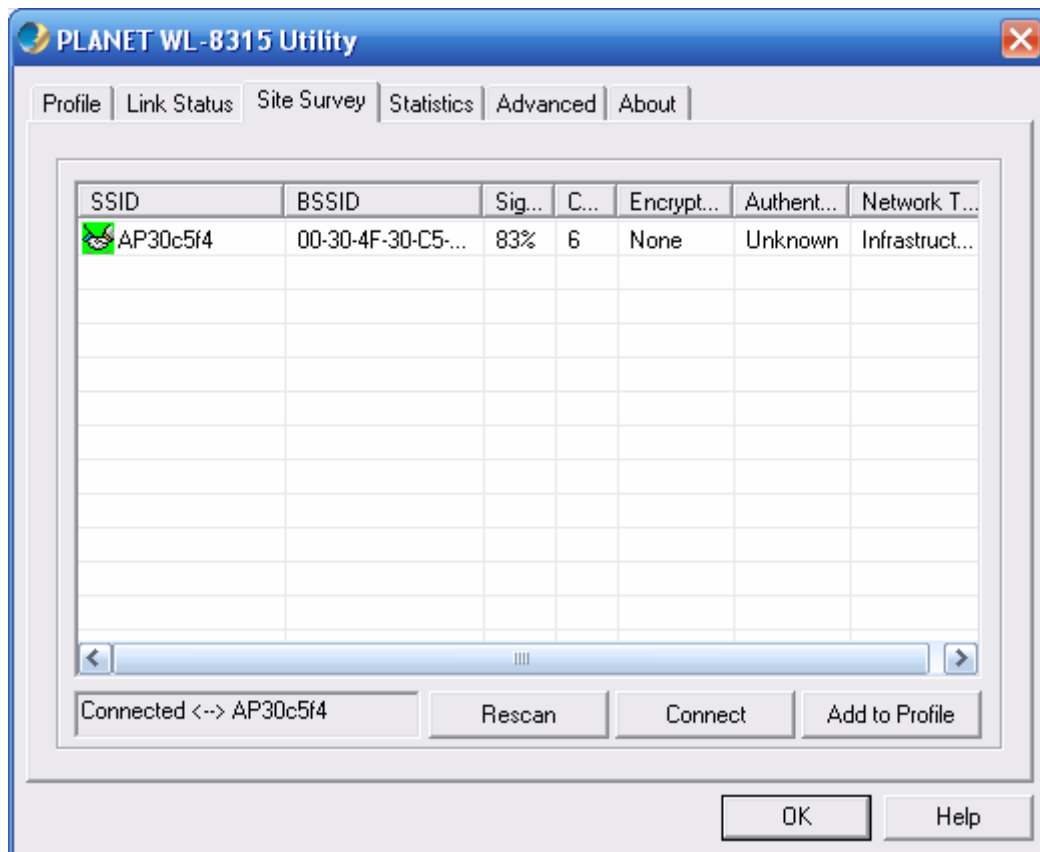 PLANET WL-8315 Utility
Profile Link Status Site Survey Statistics Advanced About
SSID BSSID Sig... C... Encrypt... Authent... Network T...
AP30c5f4 00-30-4F-30-C5-... 83% 6 None Unknown Infrastruct...
Connected <--> AP30c5f4 Rescan Connect Add to Profile
OK Help